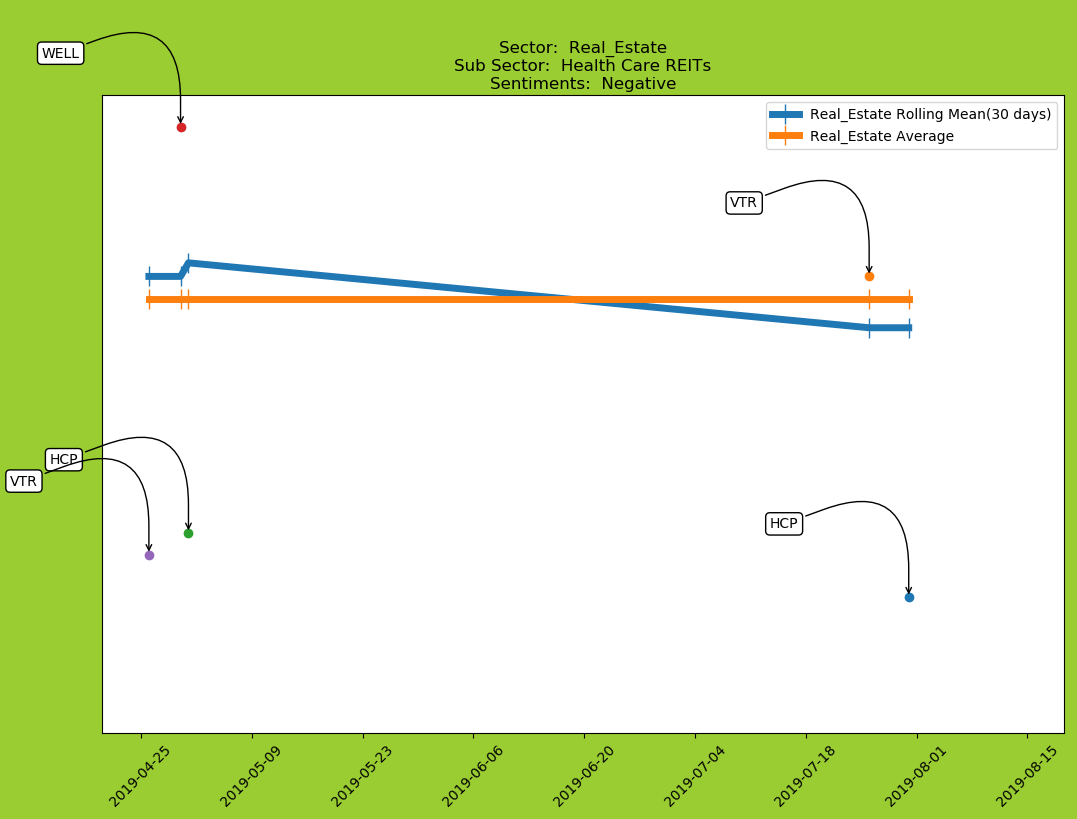 WELL
Sector:  Real_Estate
Sub Sector:  Health Care REITs
Sentiments:  Negative
Real_Estate Rolling Mean(30 days)
Real_Estate Average
VTR
HCP
VTR
HCP
2019-04-25
2019-05-09
2019-05-23
2019-06-06
2019-06-20
2019-07-04
2019-07-18
2019-08-01
2019-08-15